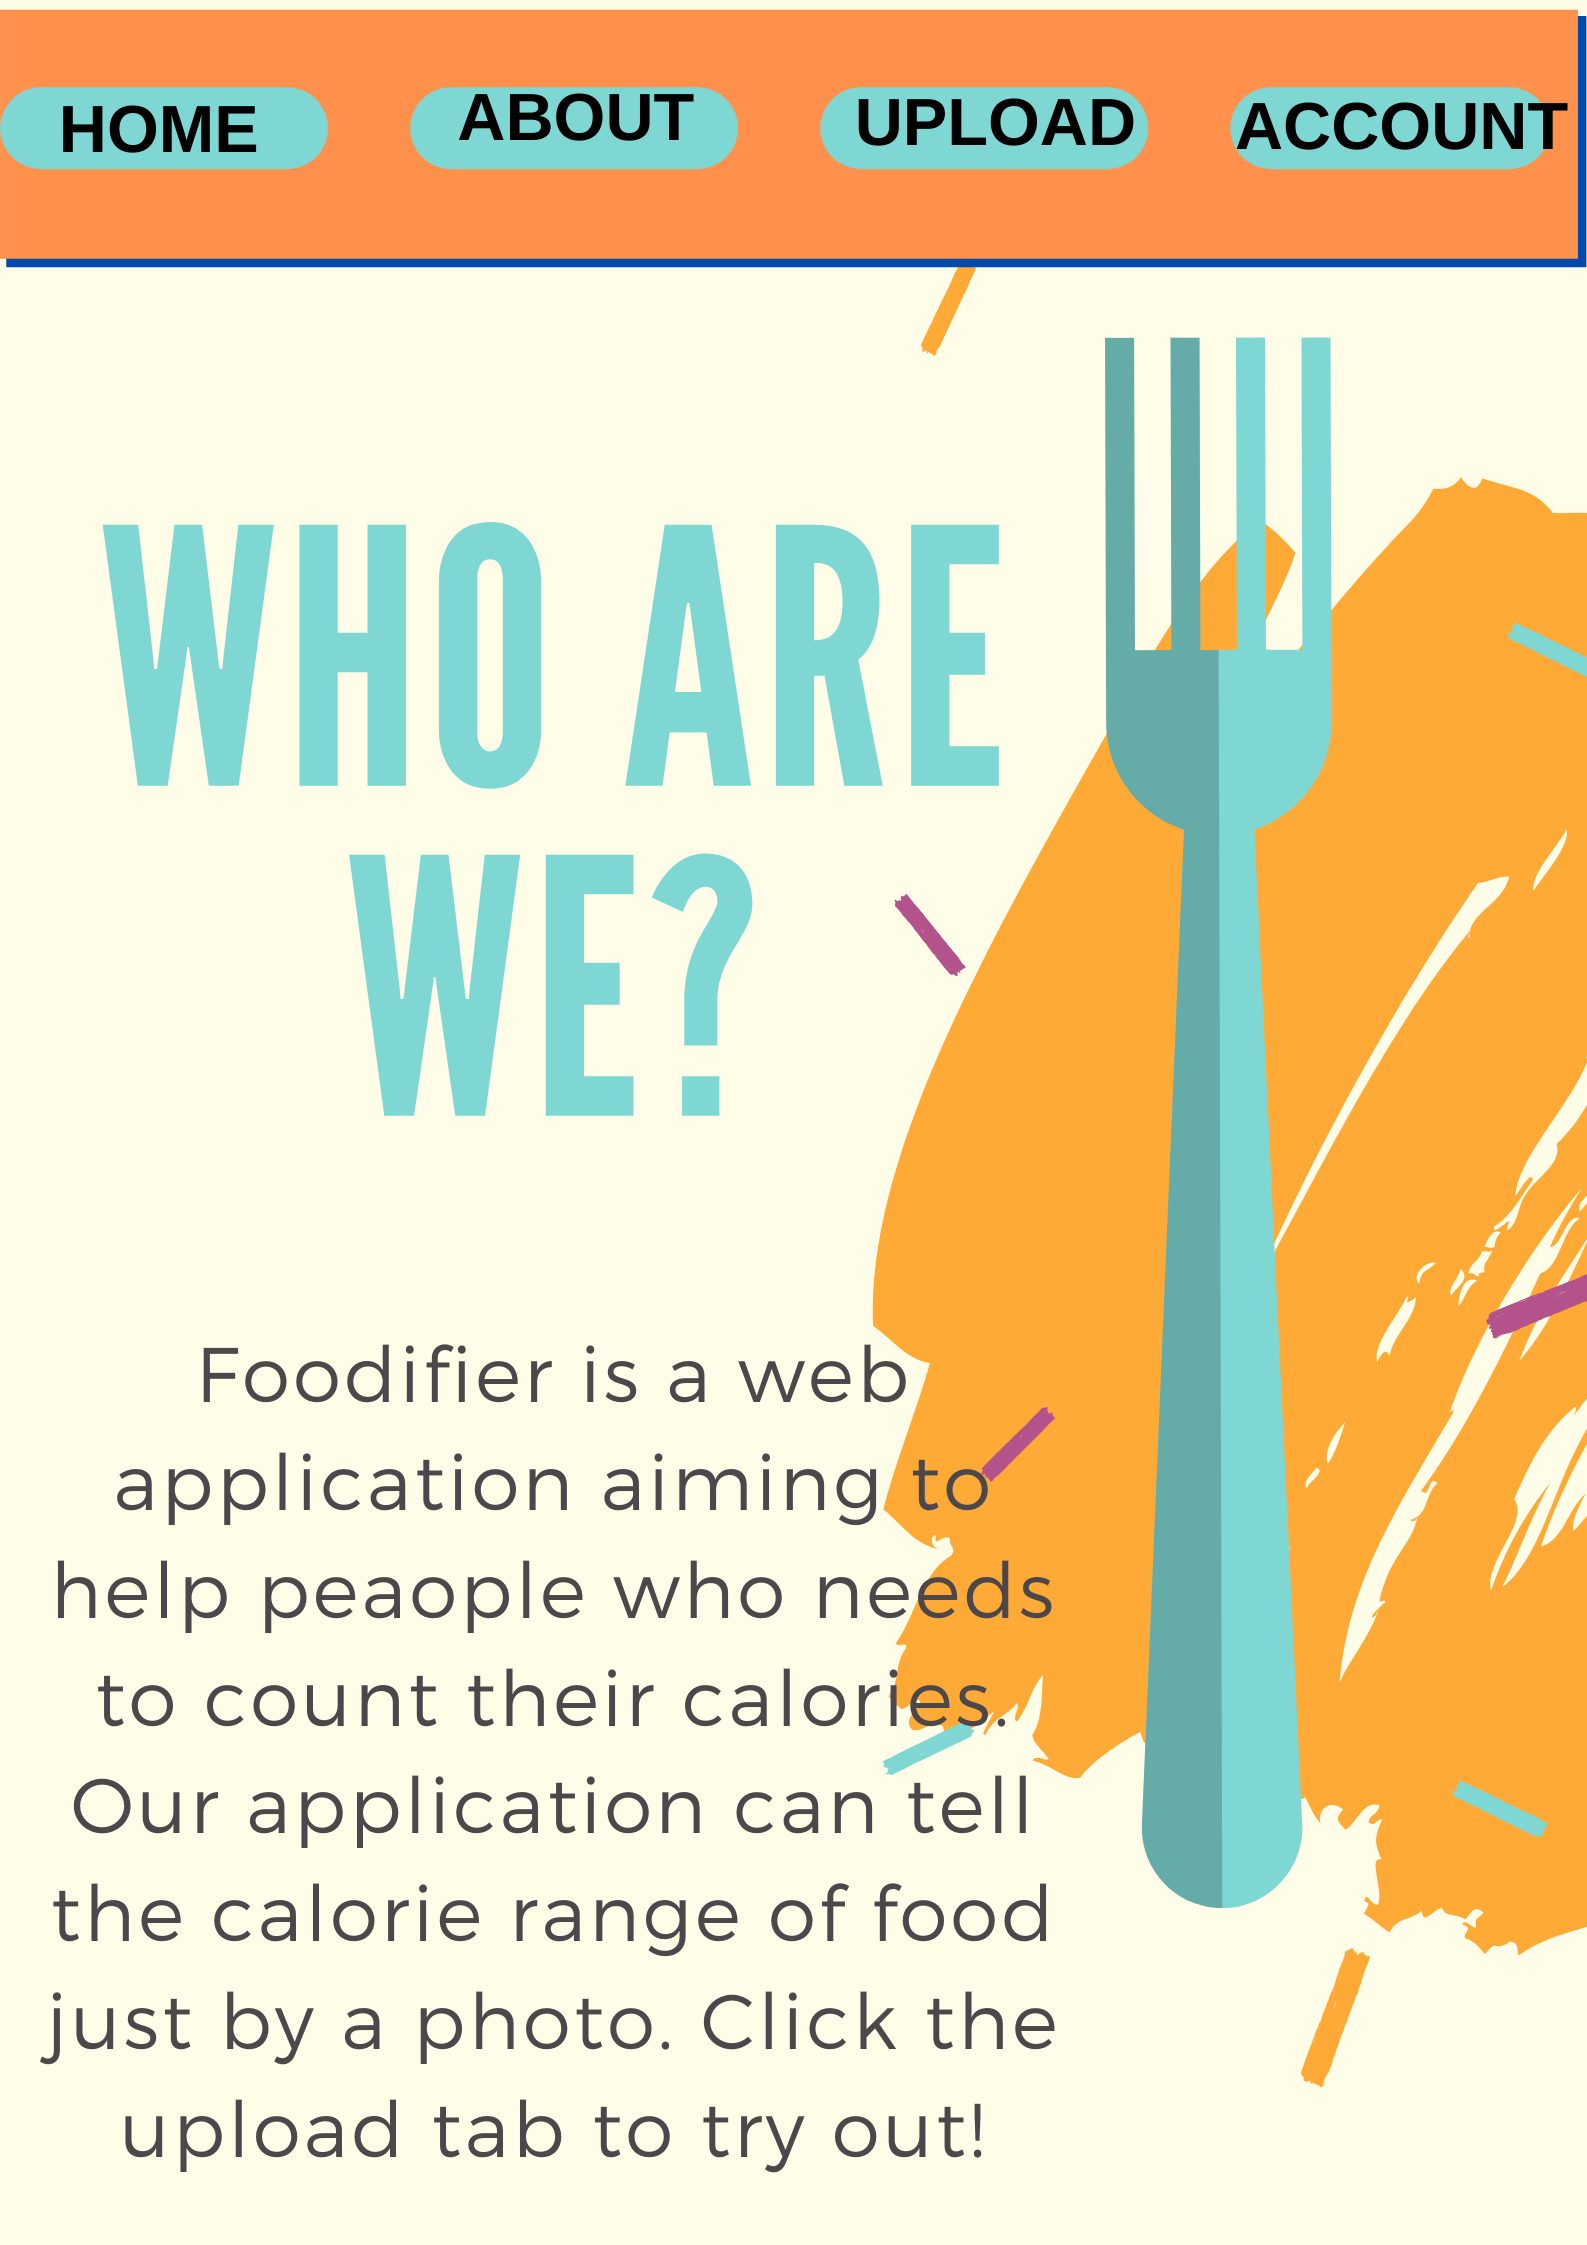 HOME ABOUT UPLOAD ACCOUNT
WHO ARE
WE?
Foodifier is a web
application aiming to
help peaople who needs
to count their calories.
Our application can tell
the calorie range of food
just by a photo. Click the
upload tab to try out!